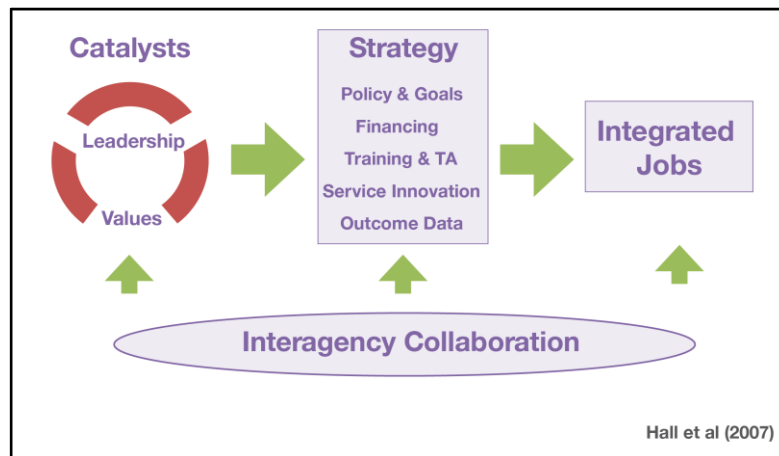 Catalysts
Leadership
Values
Strategy
Policy & Goals
Financing
Training & TA
Service Innovation
Outcome Data
Integrated
Jobs
Interagency Collaboration
Hall et al (2007)